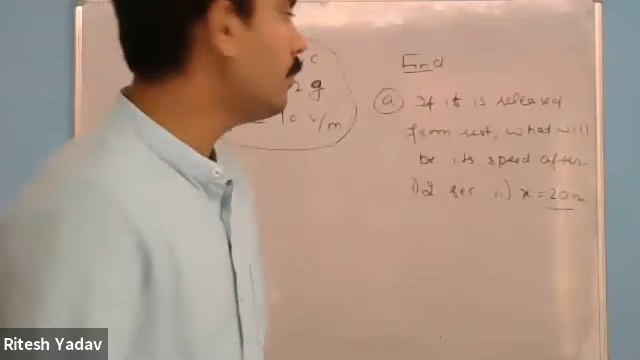 C
2 g
10 V/m
Find
(a) If it is released
from rest, what will
be its speed after
i) 2 sec ii) x = 20m
Ritesh Yadav